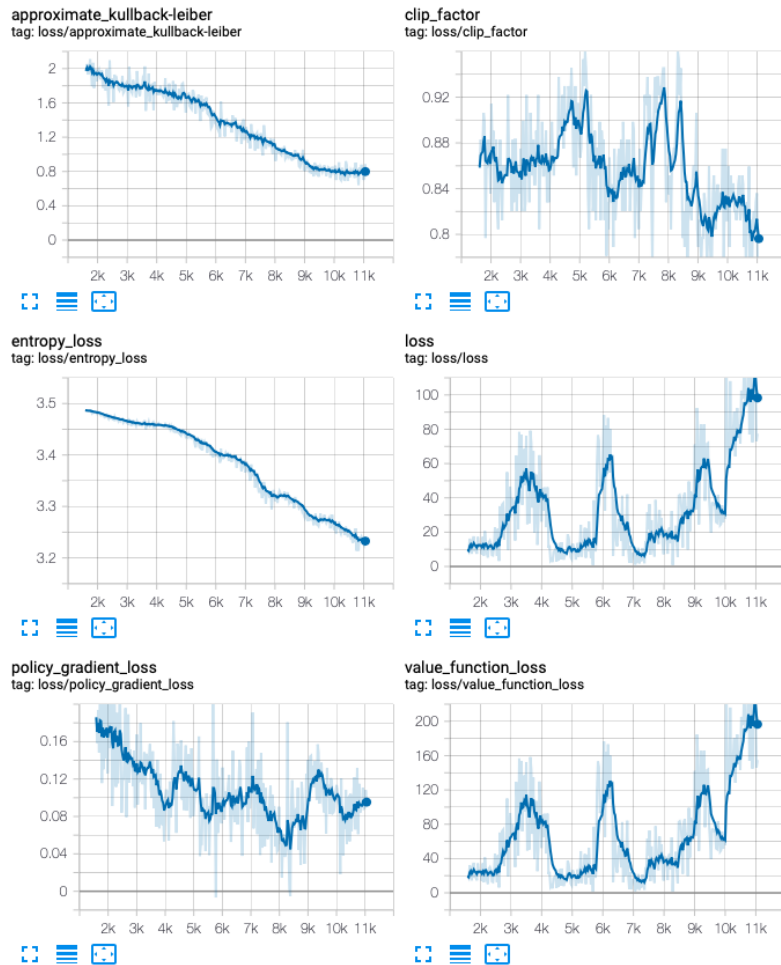 approximate_kullback-leiber
tag: loss/approximate_kullback-leiber
2
1.6
1.2
0.8
0.4
0
2k 3k 4k 5k 6k 7k 8k 9k 10k 11k
clip_factor
tag: loss/clip_factor
0.92
0.88
0.84
0.8
2k 3k 4k 5k 6k 7k 8k 9k 10k 11k
entropy_loss
tag: loss/entropy_loss
3.5
3.4
3.3
3.2
2k 3k 4k 5k 6k 7k 8k 9k 10k 11k
loss
tag: loss/loss
100
80
60
40
20
0
2k 3k 4k 5k 6k 7k 8k 9k 10k 11k
policy_gradient_loss
tag: loss/policy_gradient_loss
0.16
0.12
0.08
0.04
0
2k 3k 4k 5k 6k 7k 8k 9k 10k 11k
value_function_loss
tag: loss/value_function_loss
200
160
120
80
40
0
2k 3k 4k 5k 6k 7k 8k 9k 10k 11k